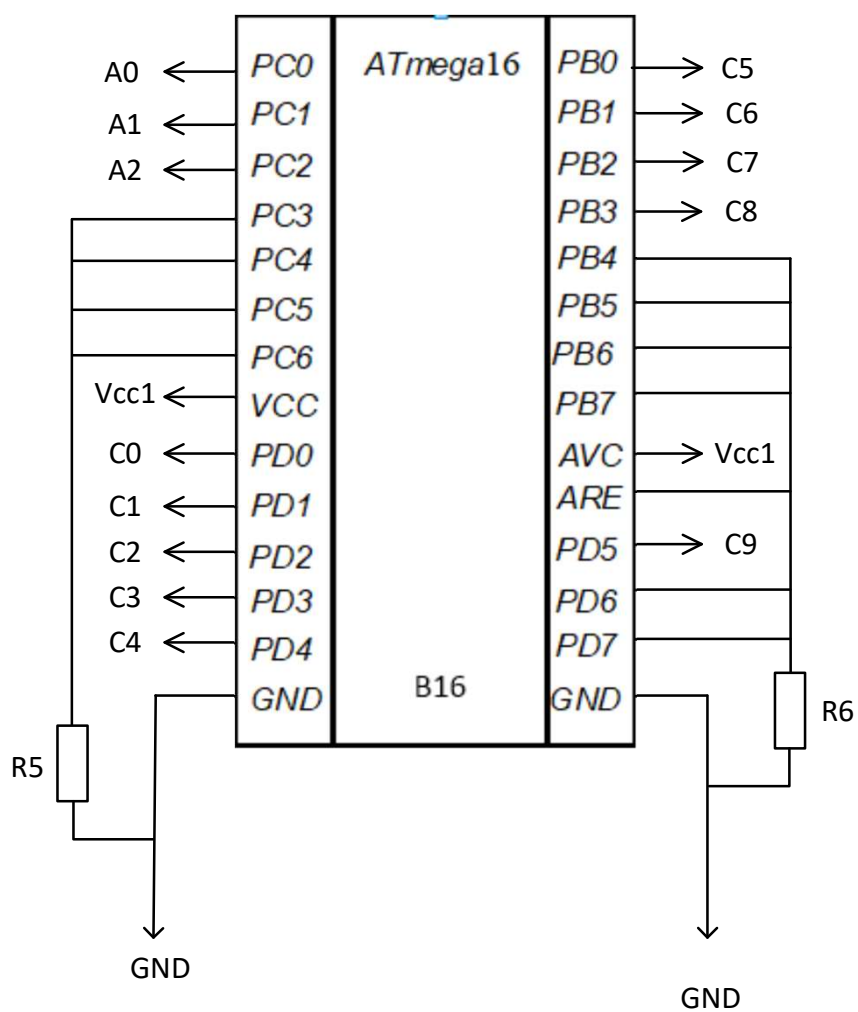 A0 PC0 ATmega16 PB0 C5
A1 PC1 PB1 C6
A2 PC2 PB2 C7
PC3 PB3 C8
PC4 PB4
PC5 PB5
PC6 PB6
Vcc1 VCC PB7
C0 PD0 AVC Vcc1
C1 PD1 ARE
C2 PD2 PD5 C9
C3 PD3 PD6
C4 PD4 PD7
GND B16 GND R6
R5
GND
GND